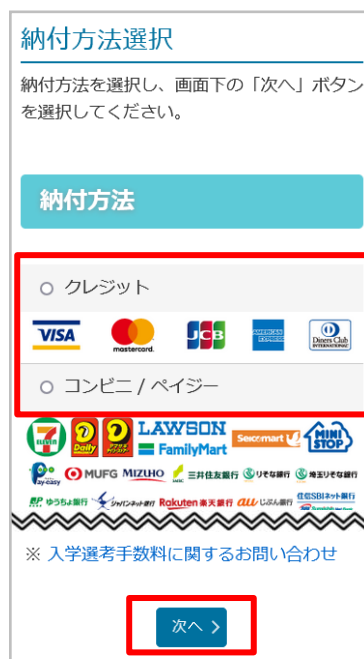 納付方法選択
納付方法を選択し、画面下の「次へ」ボタン
を選択してください。
納付方法
クレジット
VISA mastercard. JCB AMERICAN EXPRESS Diners Club INTERNATIONAL
コンビニ / ペイジー
7 ELEVEN Daily LAWSON FamilyMart Seicomart MINI STOP
Pay-easy MUFG MIZUHO SMBC 三井住友銀行 りそな銀行 埼玉りそな銀行
ゆうちょ銀行 ジャパンネット銀行 Rakuten 楽天銀行 au じぶん銀行 住信SBIネット銀行
※ 入学選考手数料に関するお問い合わせ
次へ >